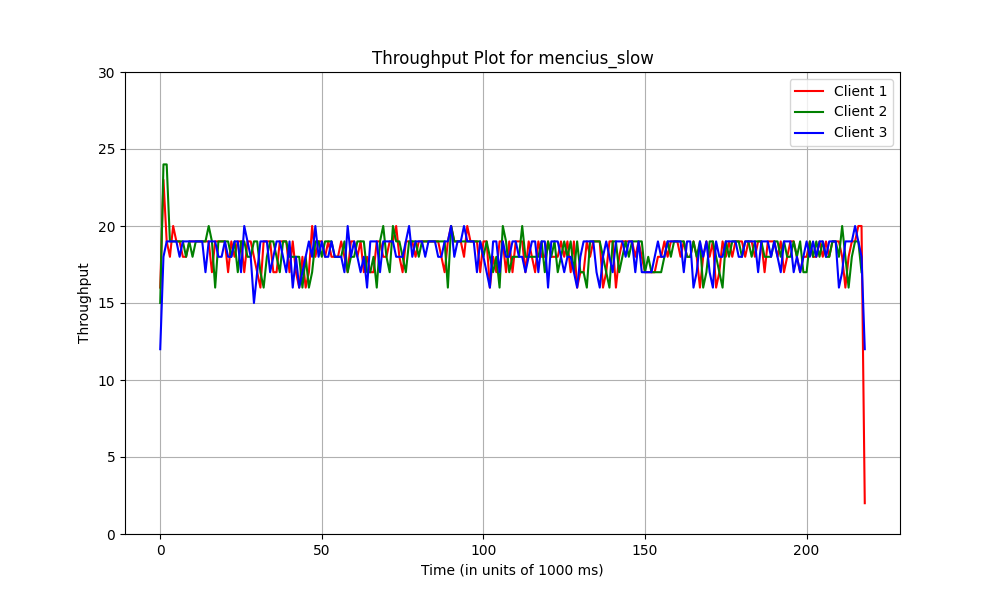 Throughput Plot for mencius_slow
30
25
20
15
10
5
0
Throughput
Client 1
Client 2
Client 3
0 50 100 150 200
Time (in units of 1000 ms)